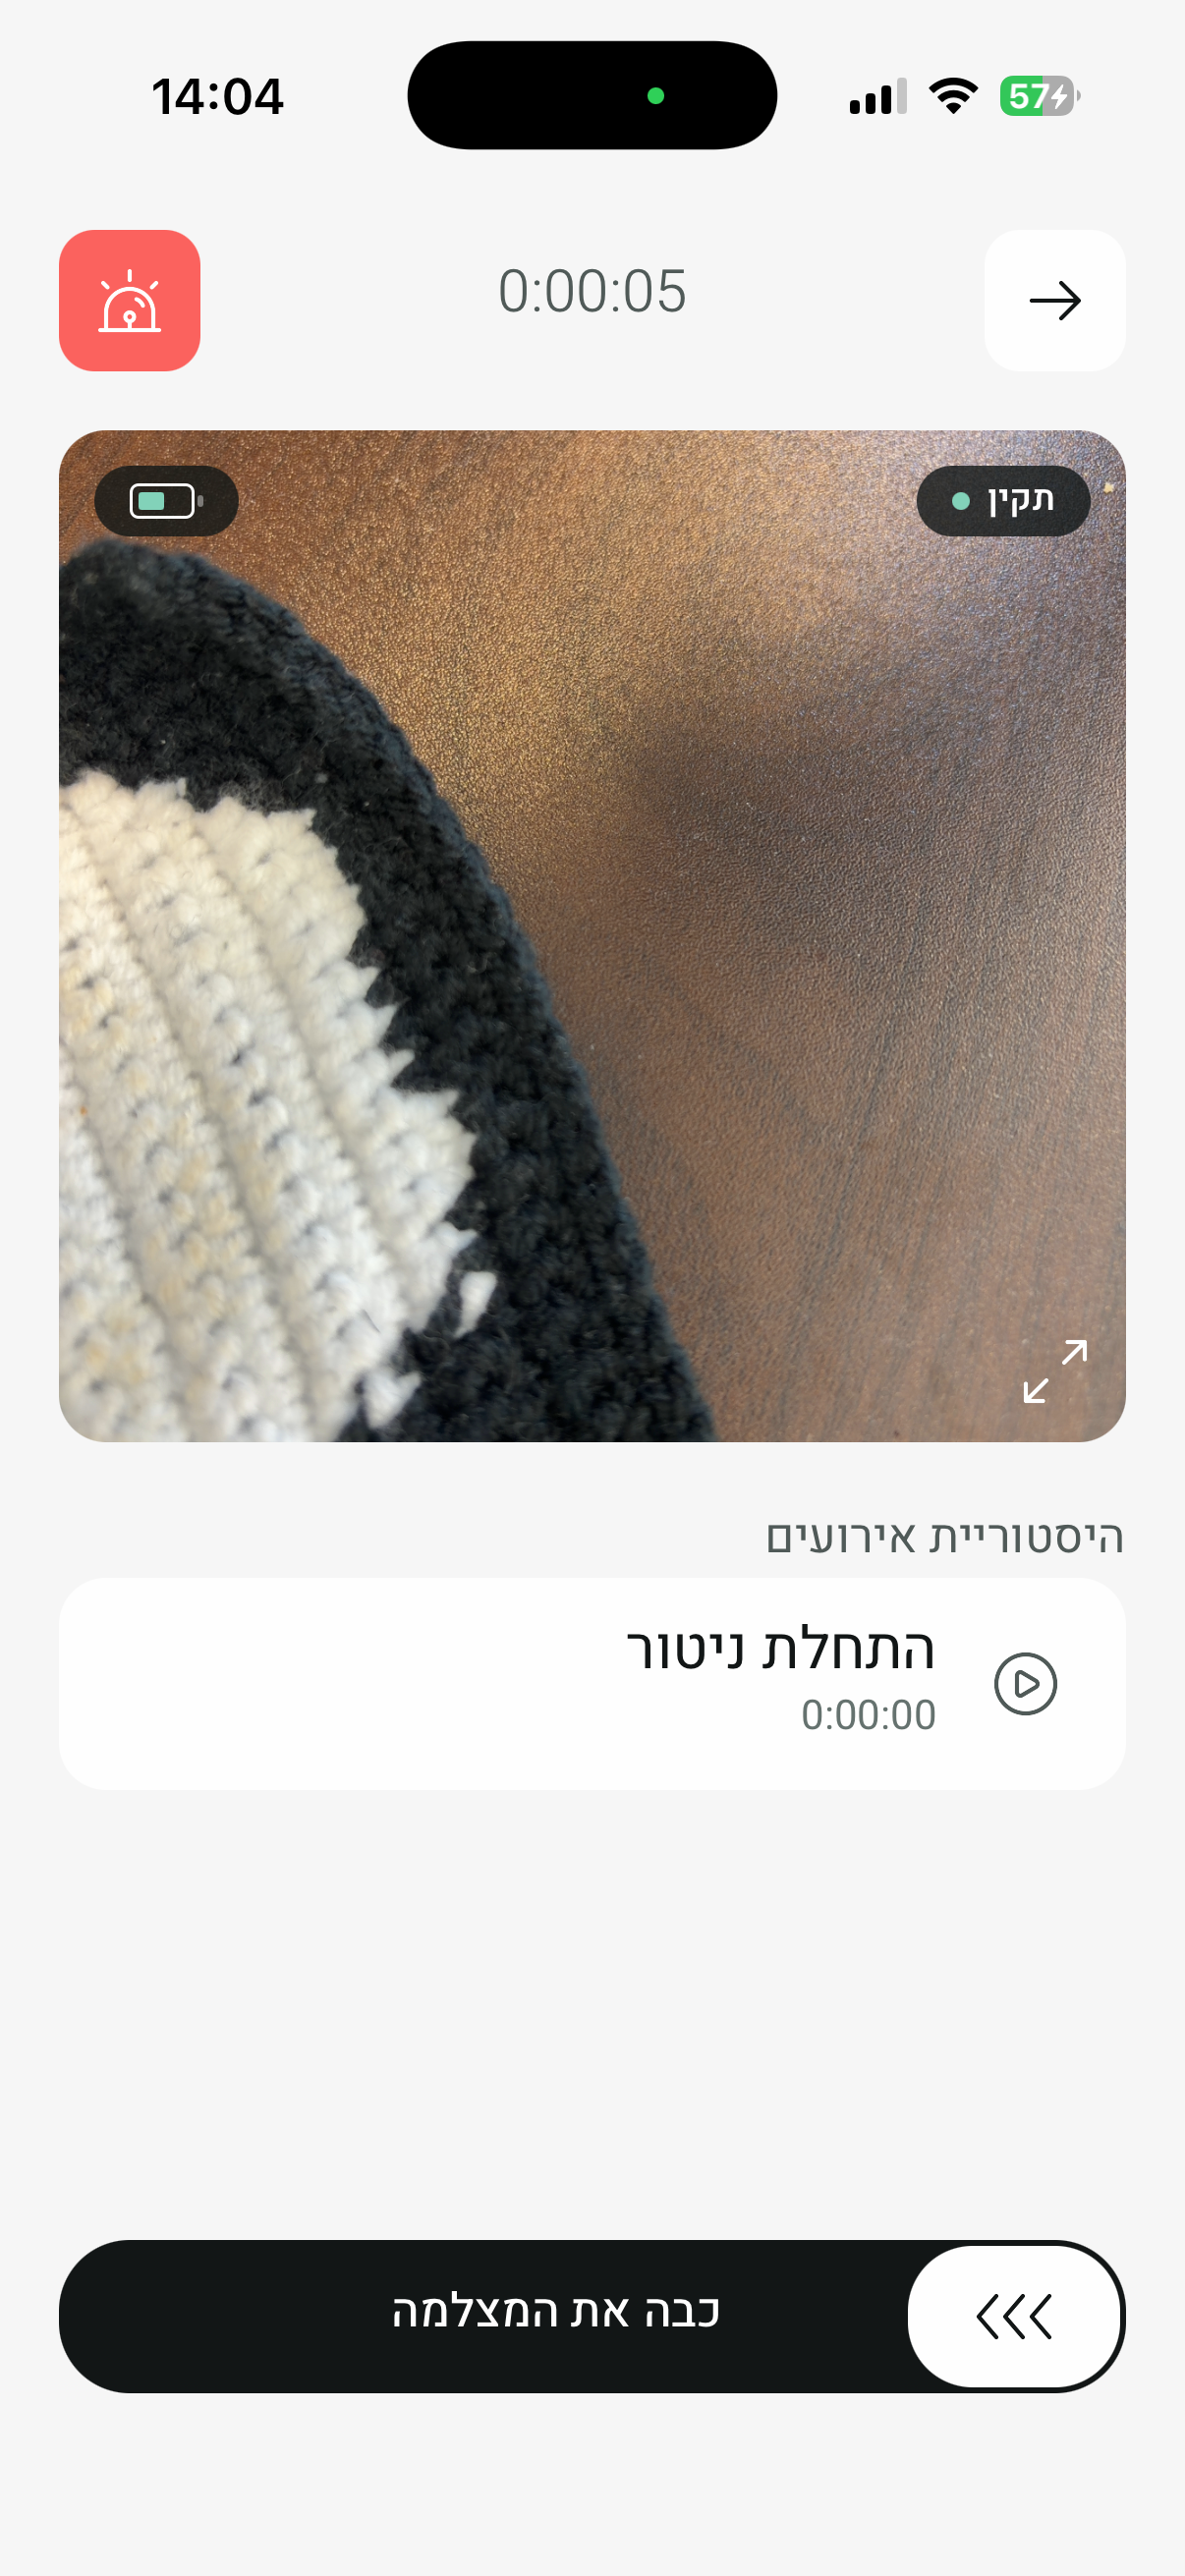 14:04
57
0:00:05
תקין
היסטוריית אירועים
התחלת ניטור
0:00:00
כבה את המצלמה